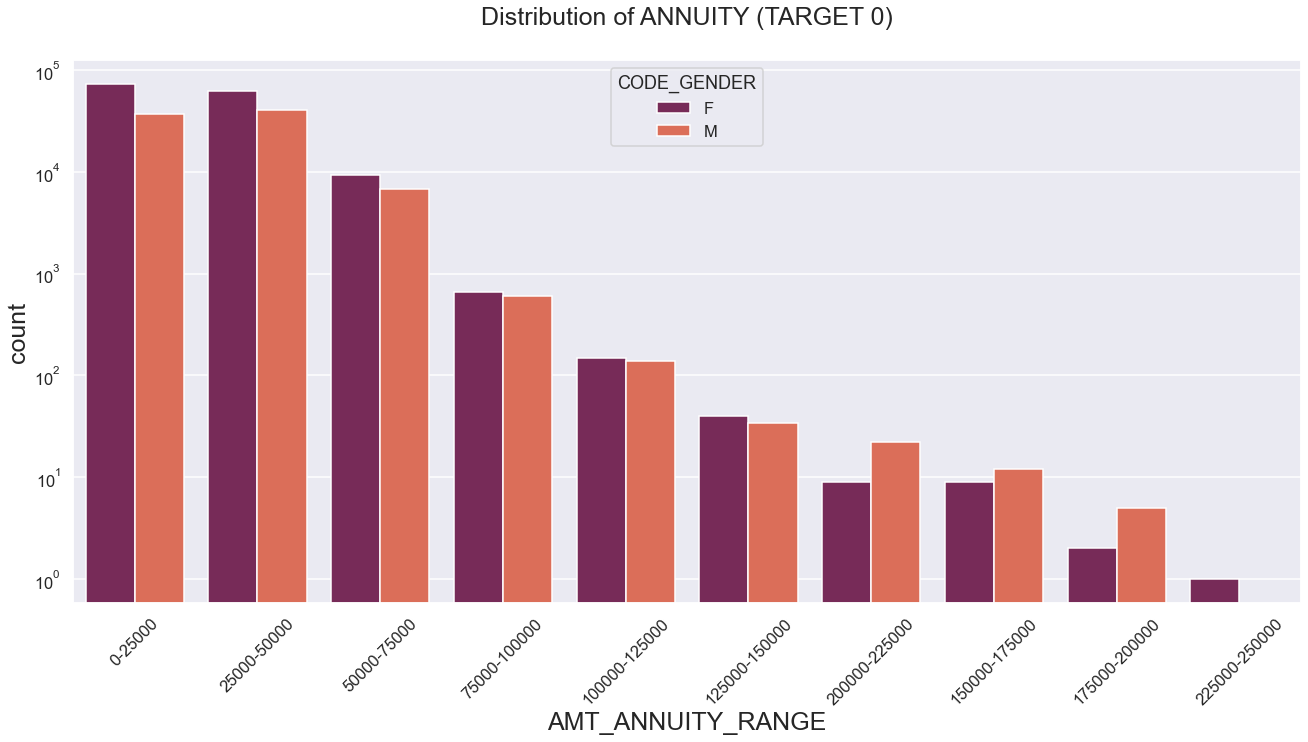 Distribution of ANNUITY (TARGET 0)
CODE_GENDER
F
M
count
10^5
10^4
10^3
10^2
10^1
10^0
0-25000
25000-50000
50000-75000
75000-100000
100000-125000
125000-150000
200000-225000
150000-175000
175000-200000
225000-250000
AMT_ANNUITY_RANGE